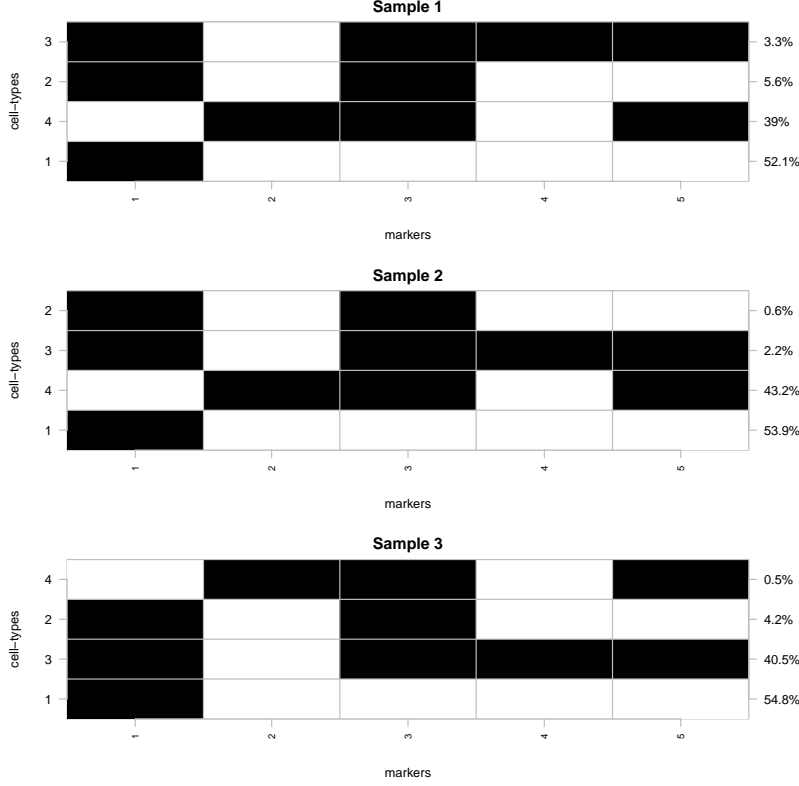 Sample 1
cell−types
3 3.3%
2 5.6%
4 39%
1 52.1%
1 2 3 4 5
markers
Sample 2
cell−types
2 0.6%
3 2.2%
4 43.2%
1 53.9%
1 2 3 4 5
markers
Sample 3
cell−types
4 0.5%
2 4.2%
3 40.5%
1 54.8%
1 2 3 4 5
markers